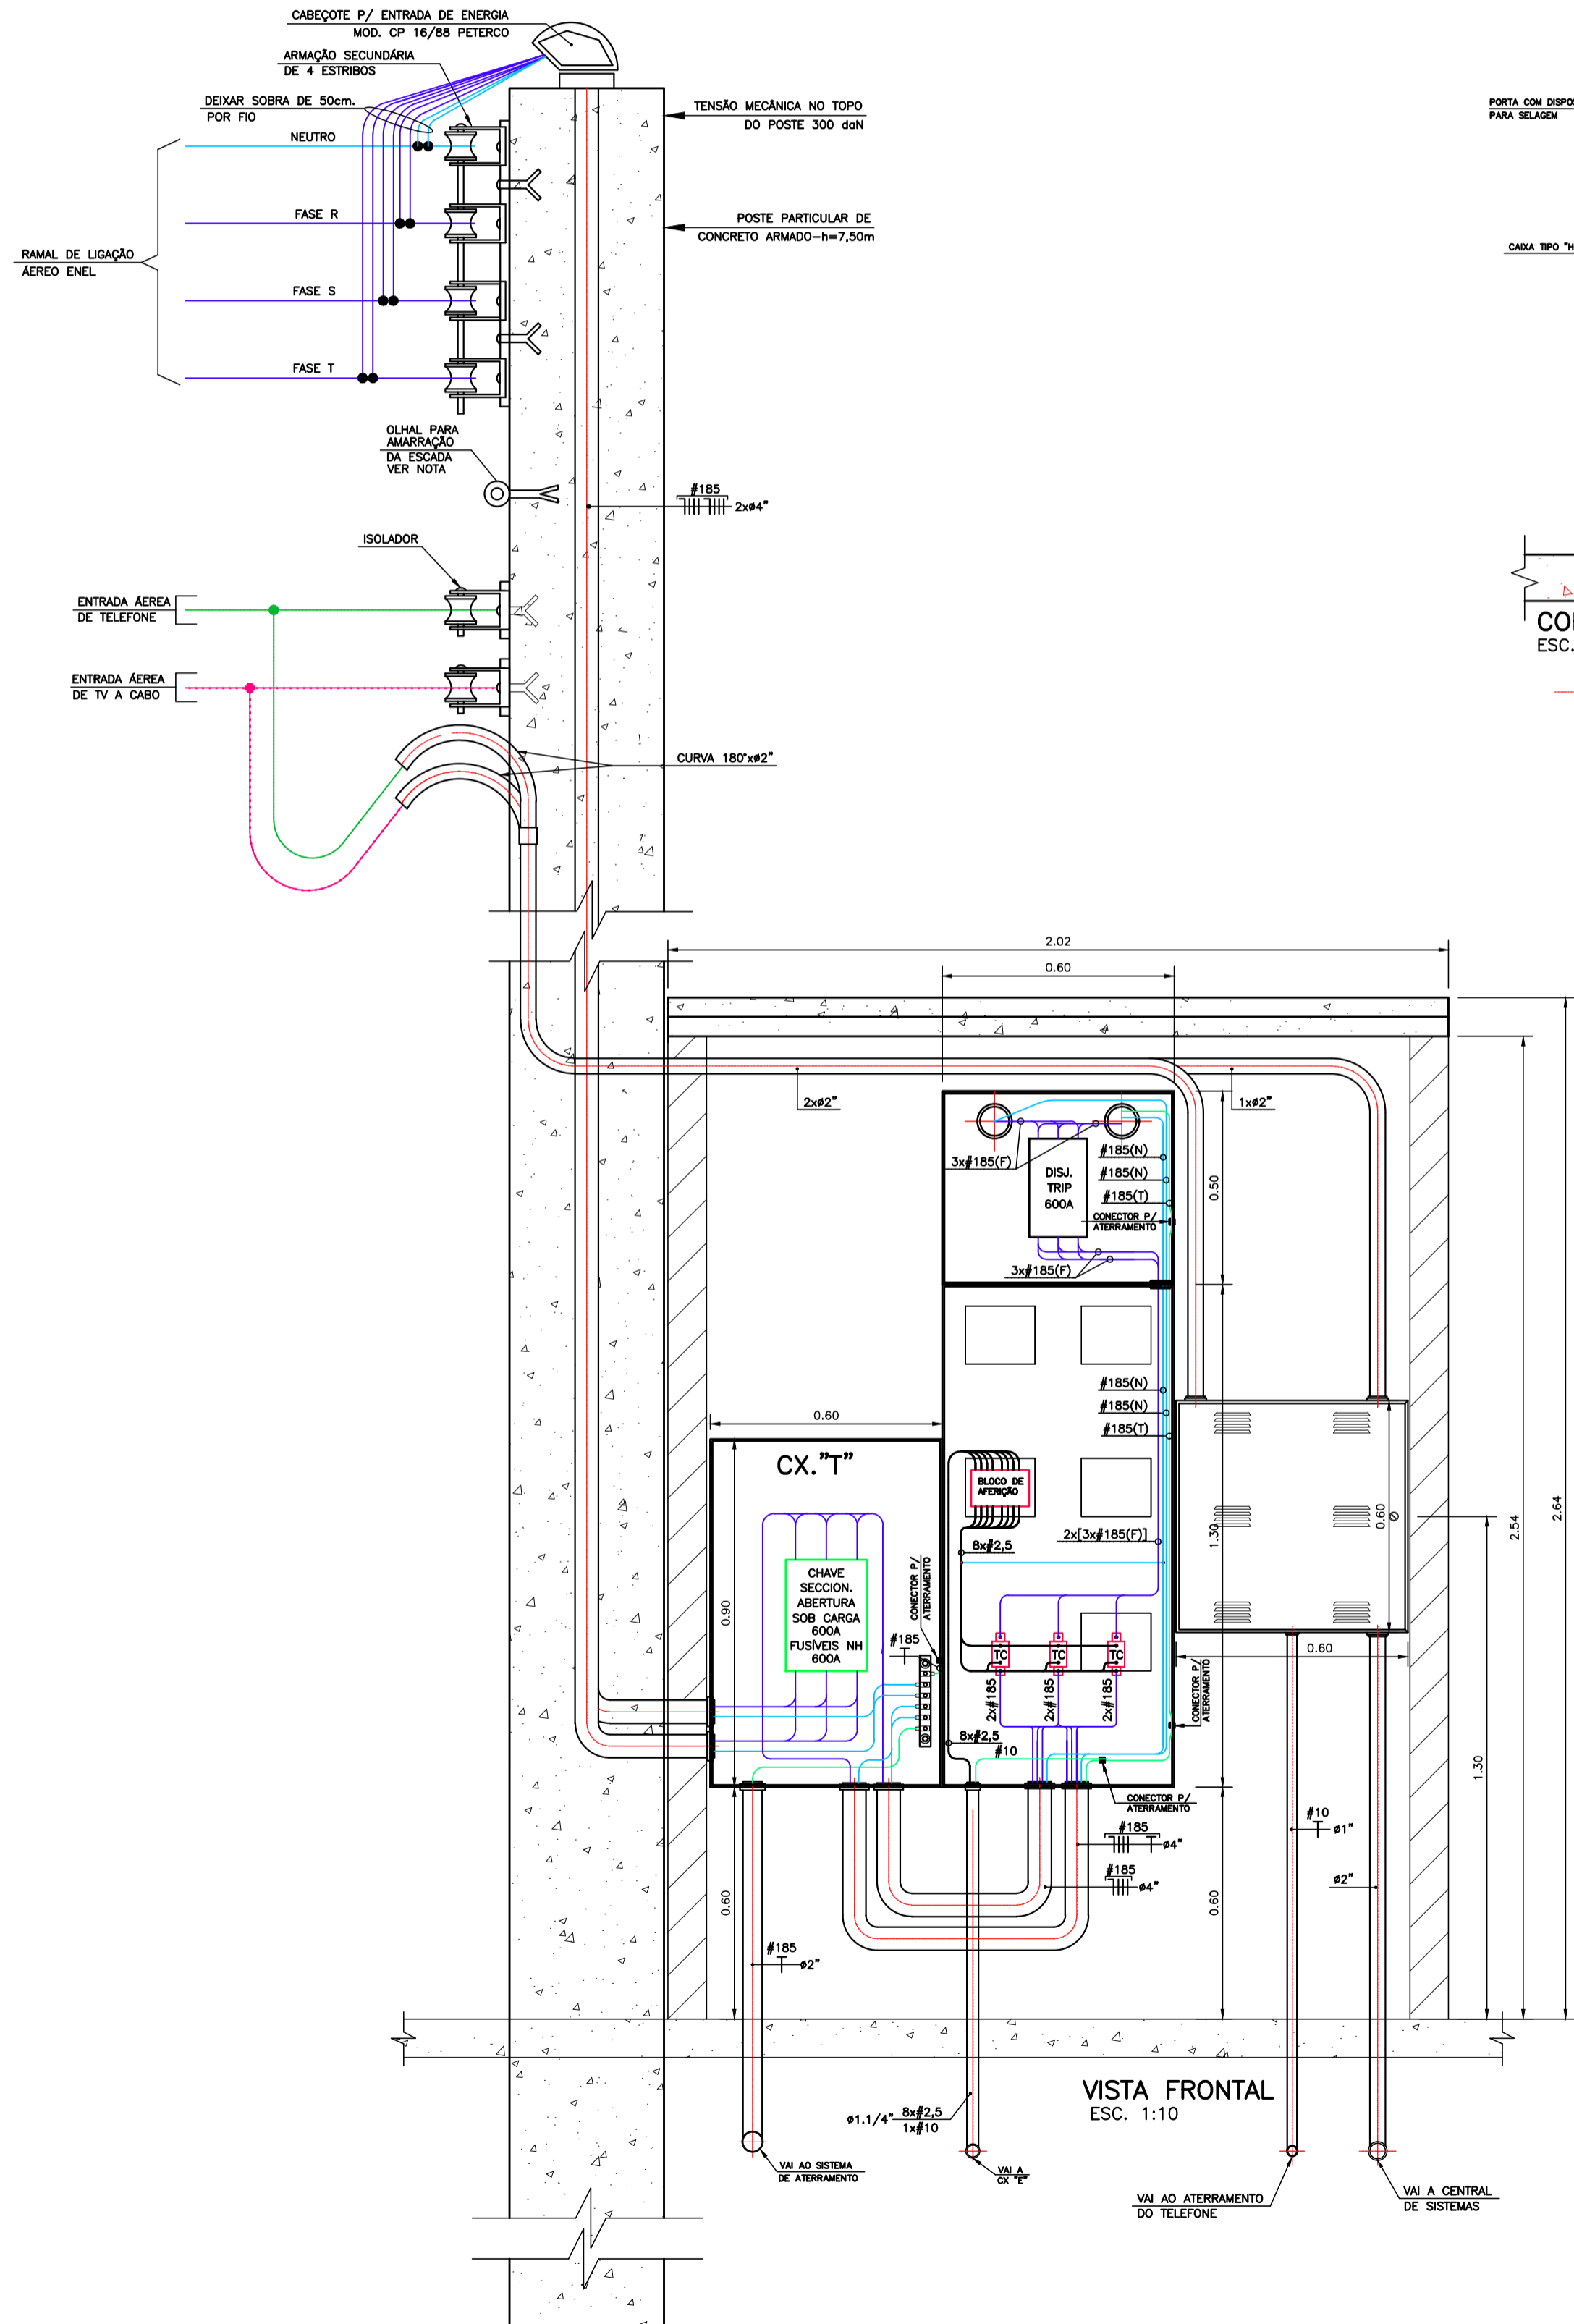 CABEÇOTE P/ ENTRADA DE ENERGIA
MOD. CP 16/88 PETERCO
ARMAÇÃO SECUNDÁRIA
DE 4 ESTRIBOS
DEIXAR SOBRA DE 50cm.
POR FIO
NEUTRO
FASE R
FASE S
FASE T
RAMAL DE LIGAÇÃO
ÁEREO ENEL
TENSÃO MECÂNICA NO TOPO
DO POSTE 300 daN
POSTE PARTICULAR DE
CONCRETO ARMADO-h=7,50m
PORTA COM DISPOS
PARA SELAGEM
CAIXA TIPO "H
OLHAL PARA
AMARRAÇÃO
DA ESCADA
VER NOTA
#185
2xø4"
ISOLADOR
ENTRADA ÁEREA
DE TELEFONE
ENTRADA ÁEREA
DE TV A CABO
ESC.
CURVA 180°xø2"
2.02
0.60
2xø2"
1xø2"
3x#185(F)
DISJ.
TRIP
600A
#185(N)
#185(N)
#185(T)
CONECTOR P/
ATERRAMENTO
3x#185(F)
0.50
#185(N)
#185(N)
#185(T)
0.60
CX."T"
BLOCO DE
AFERIÇÃO
8x#2,5
2x[3x#185(F)]
1.30
0.60
2.54
2.64
0.90
CHAVE
SECCION.
ABERTURA
SOB CARGA
600A
FUSÍVEIS NH
600A
CONECTOR P/
ATERRAMENTO
#185
TC
TC
TC
2x#185
2x#185
2x#185
0.60
CONECTOR P/
ATERRAMENTO
8x#2,5
#10
CONECTOR P/
ATERRAMENTO
1.30
#185
ø4"
#185
ø4"
#10
ø1"
ø2"
0.60
0.60
#185
ø2"
VISTA FRONTAL
ESC. 1:10
ø1.1/4"
8x#2,5
1x#10
VAI AO SISTEMA
DE ATERRAMENTO
VAI A
CX "E"
VAI AO ATERRAMENTO
DO TELEFONE
VAI A CENTRAL
DE SISTEMAS